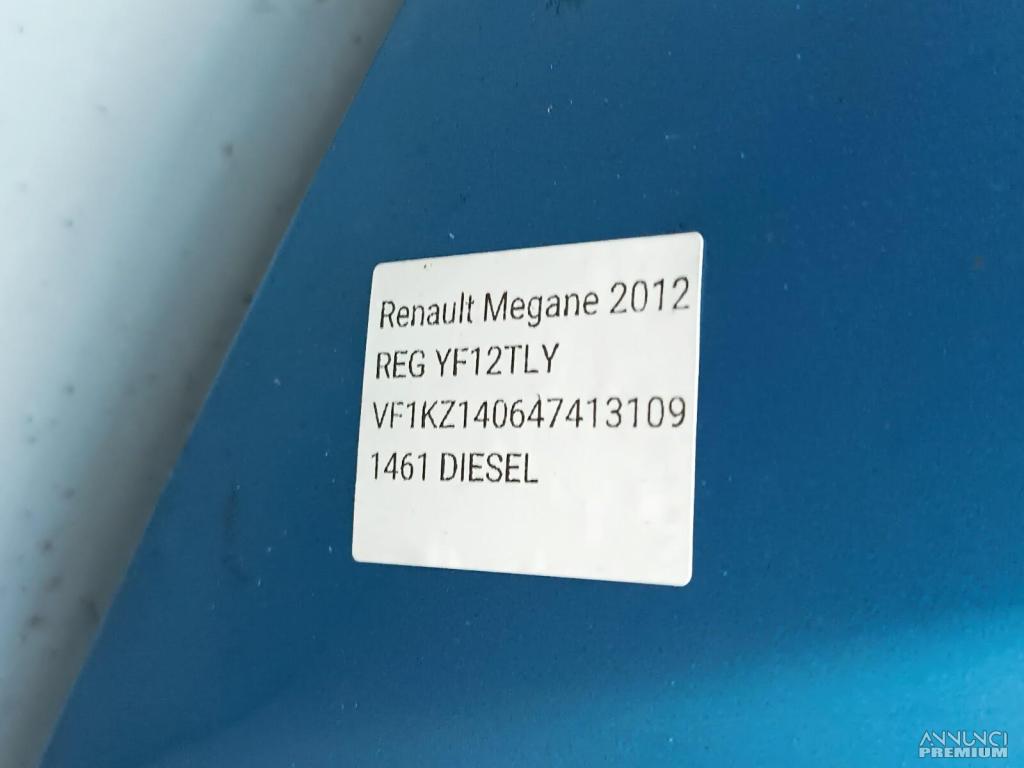 Renault Megane 2012
REG YF12TLY
VF1KZ140647413109
1461 DIESEL
ANNUNCI
PREMIUM